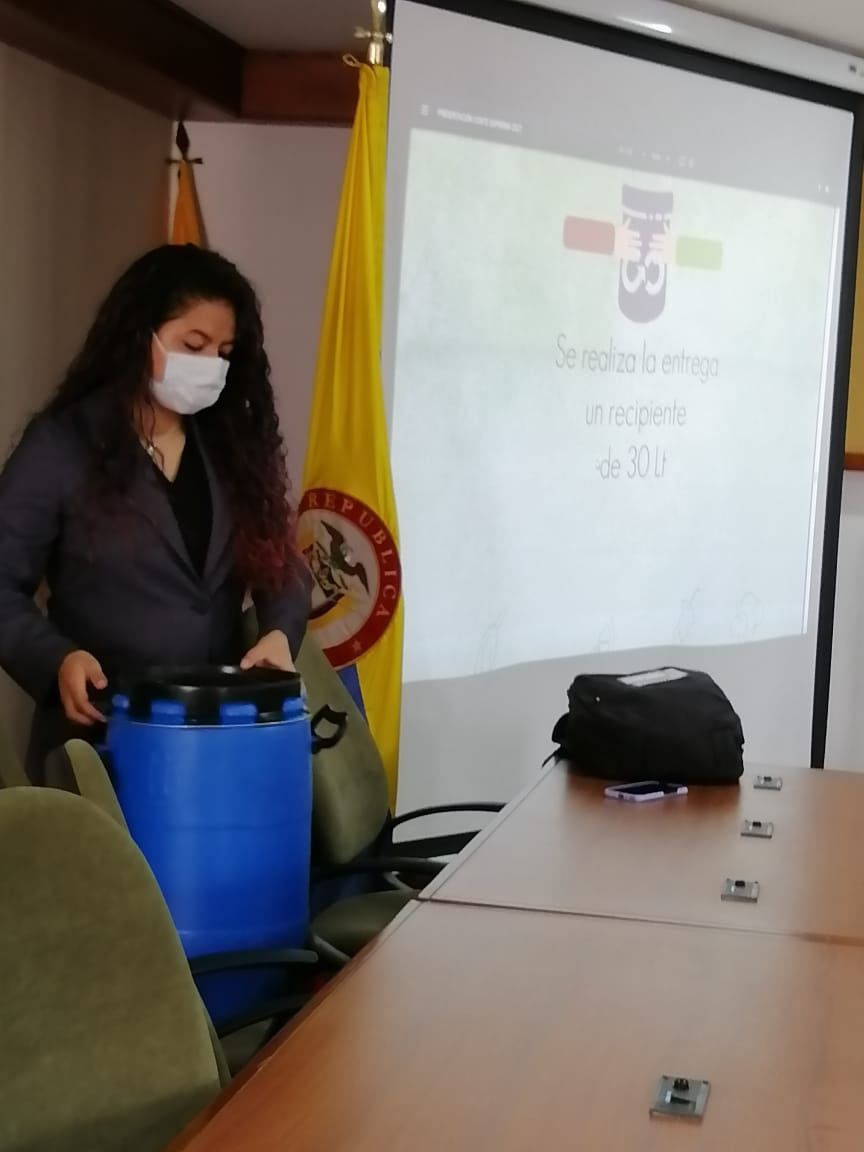 Se realiza la entrega
un recipiente
de 30 Lt
REPUBLICA